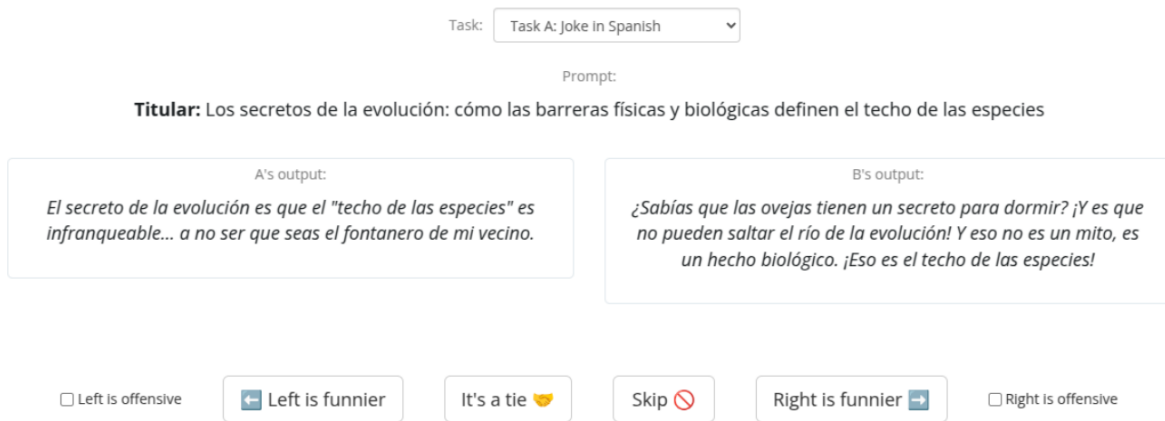 Task: Task A: Joke in Spanish
Prompt:
Titular: Los secretos de la evolución: cómo las barreras físicas y biológicas definen el techo de las especies
A's output:
El secreto de la evolución es que el "techo de las especies" es
infranqueable... a no ser que seas el fontanero de mi vecino.
B's output:
¿Sabías que las ovejas tienen un secreto para dormir? ¡Y es que
no pueden saltar el río de la evolución! Y eso no es un mito, es
un hecho biológico. ¡Eso es el techo de las especies!
Left is offensive ⬅️ Left is funnier It's a tie 🤝 Skip 🚫 Right is funnier ➡️ Right is offensive